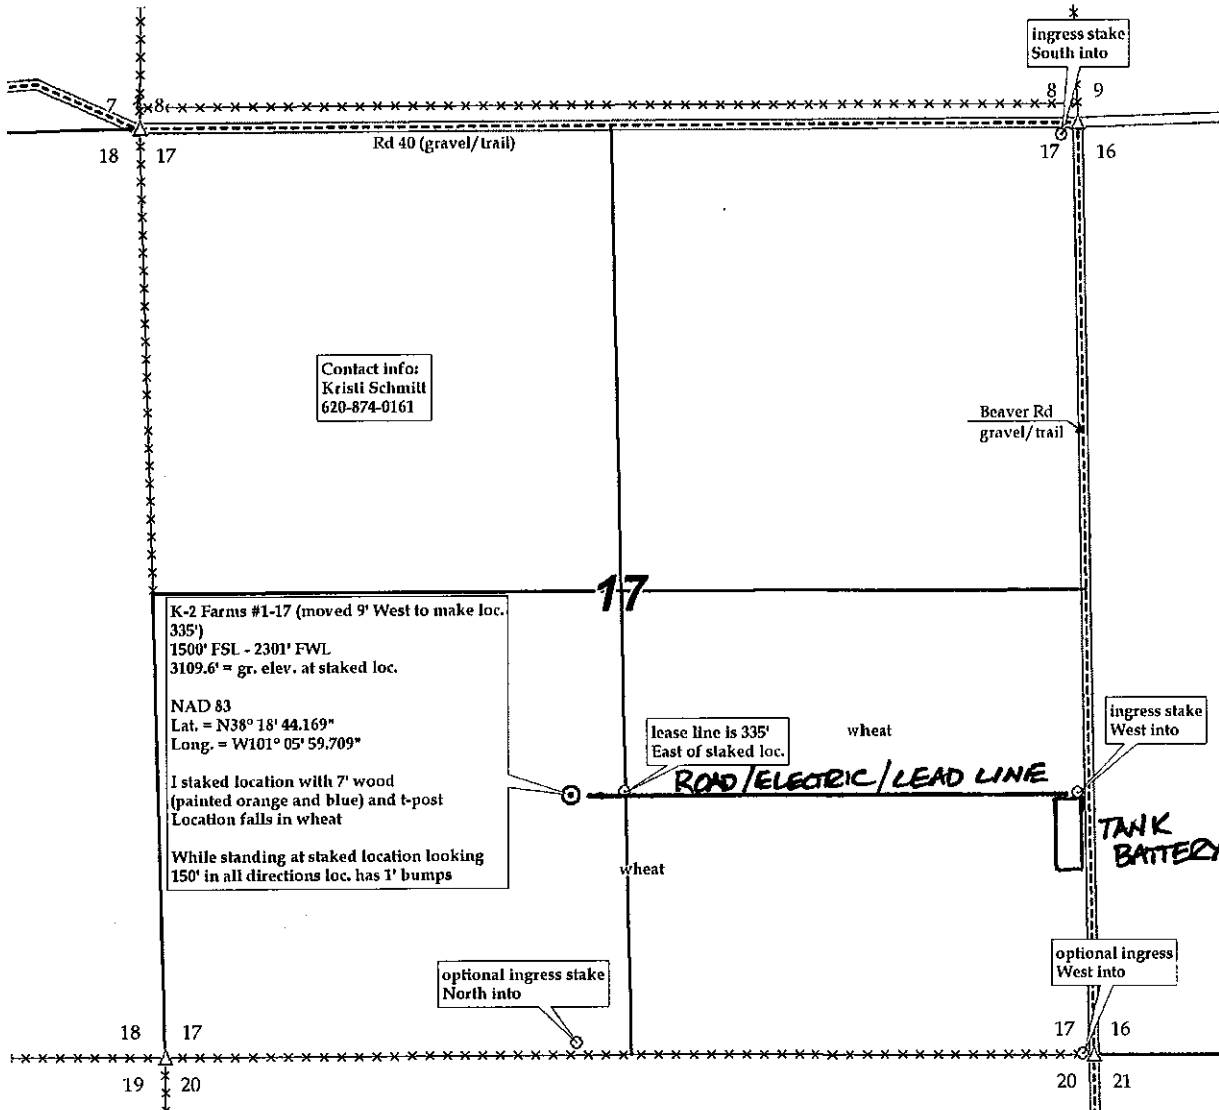 ingress stake
South into
7
8
8
9
Rd 40 (gravel/trail)
18
17
17
16
Contact info:
Kristi Schmitt
620-874-0161
Beaver Rd
gravel/trail
17
K-2 Farms #1-17 (moved 9' West to make loc.
335')
1500' FSL - 2301' FWL
3109.6' = gr. elev. at staked loc.
NAD 83
Lat. = N38° 18' 44.169"
Long. = W101° 05' 59.709"
I staked location with 7' wood
(painted orange and blue) and t-post
Location falls in wheat
While standing at staked location looking
150' in all directions loc. has 1' bumps
lease line is 335'
East of staked loc.
wheat
ingress stake
West into
ROAD/ELECTRIC/LEAD LINE
TANK
BATTERY
wheat
optional ingress stake
North into
optional ingress
West into
18
17
17
16
19
20
20
21